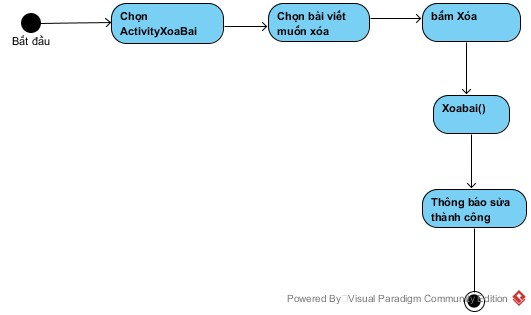 Bắt đầu
Chọn
ActivityXoaBai
Chọn bài viết
muốn xóa
bấm Xóa
Xoabai()
Thông báo sửa
thành công
Powered By Visual Paradigm Community Edition